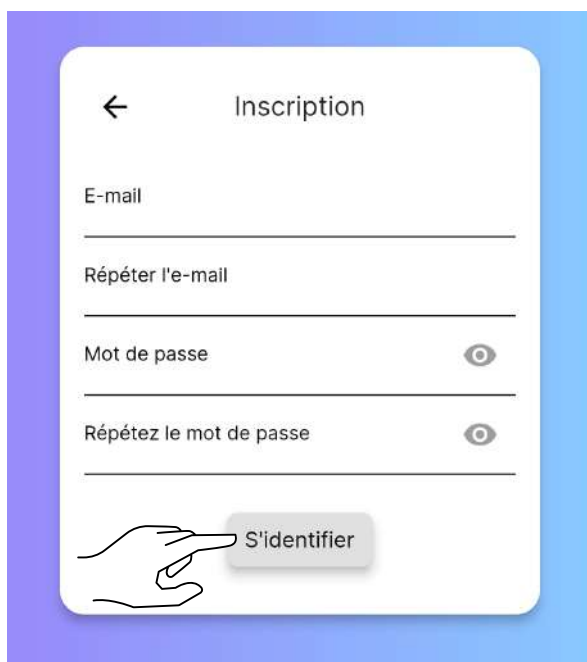 Inscription
E-mail
Répéter l'e-mail
Mot de passe
Répétez le mot de passe
S'identifier